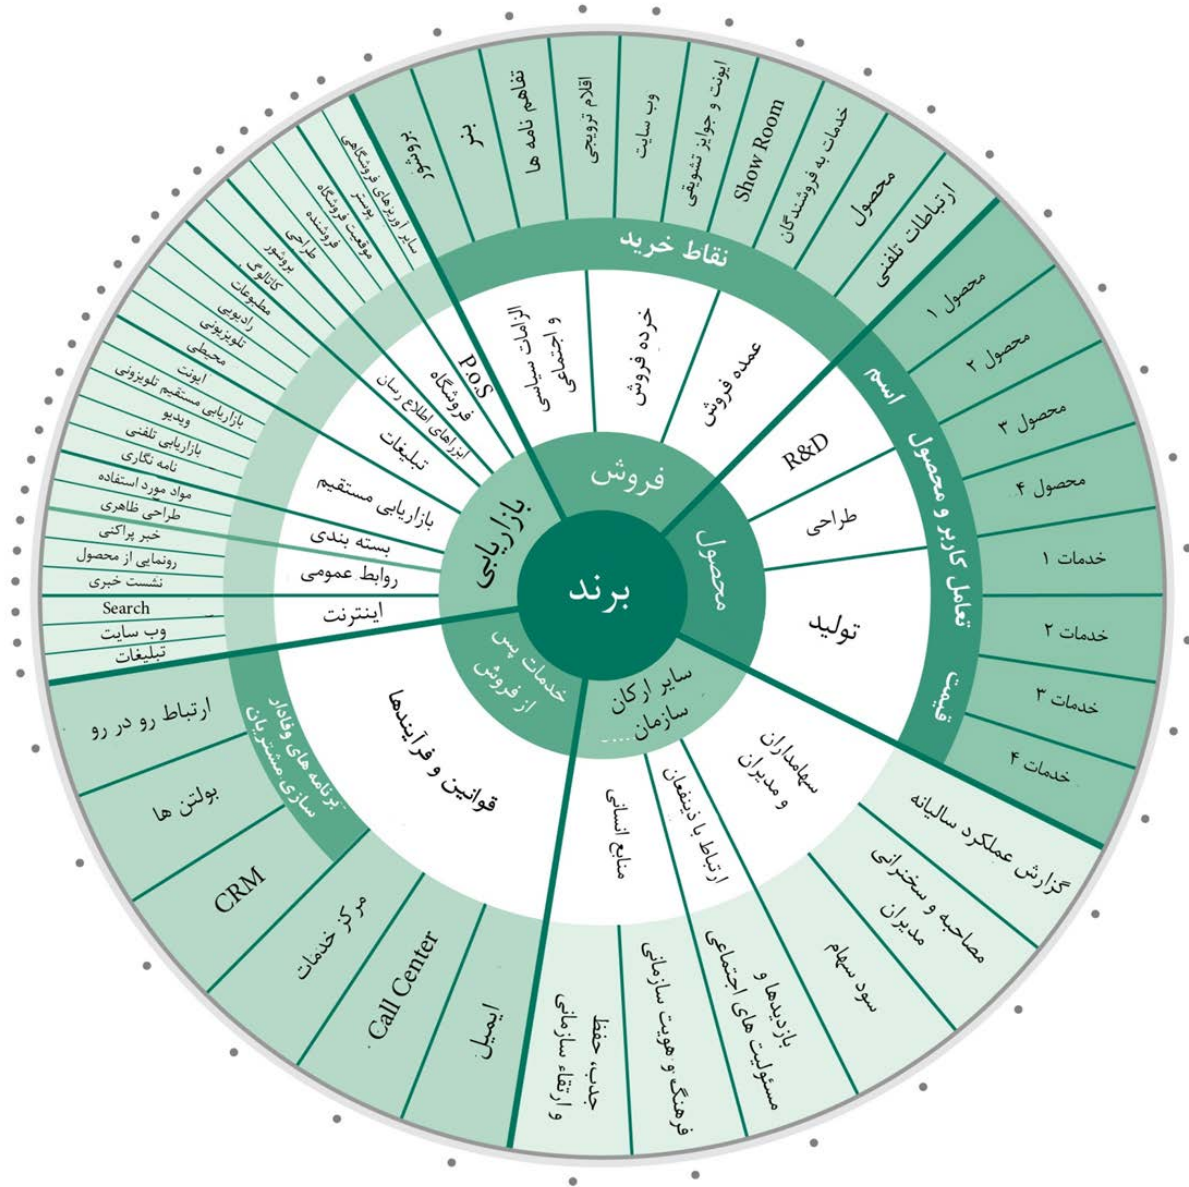 برند
فروش
محصول
سایر ارکان
سازمان.....
خدمات پس
از فروش
بازاریابی
نقاط خرید
اسم
تعامل کاربر و محصول
قیمت
برنامه های وفادار
سازی مشتریان
الزامات سیاسی
و اجتماعی
خرده فروش
عمده فروش
R&D
طراحی
تولید
سهامداران
و مدیران
ارتباط با ذینفعان
منابع انسانی
قوانین و فرآیندها
اینترنت
روابط عمومی
بسته بندی
بازاریابی مستقیم
تبلیغات
ابزراهای اطلاع رسان
فروشگاه
P.o.S
بروشور
بنر
تفاهم نامه ها
اقلام ترویجی
وب سایت
ایونت و جوایز تشویقی
Show Room
خدمات به فروشندگان
محصول
ارتباطات تلفنی
محصول ۱
محصول ۲
محصول ۳
محصول ۴
خدمات ۱
خدمات ۲
خدمات ۳
خدمات ۴
گزارش عملکرد سالیانه
مصاحبه و سخنرانی
مدیران
سود سهام
بازدیدها و
مسئولیت های اجتماعی
فرهنگ و هویت سازمانی
جذب، حفظ
و ارتقاء سازمانی
ایمیل
Call Center
مرکز خدمات
CRM
بولتن ها
ارتباط رو در رو
تبلیغات
وب سایت
Search
نشست خبری
رونمایی از محصول
خبر پراکنی
طراحی ظاهری
مواد مورد استفاده
نامه نگاری
بازاریابی تلفنی
ویدیو
بازاریابی مستقیم تلویزونی
ایونت
محیطی
تلویزیونی
رادیویی
مطبوعات
کاتالوگ
بروشور
طراحی
فروشنده
موقعیت فروشگاه
پوستر
سایر آوریزهای فروشگاهی